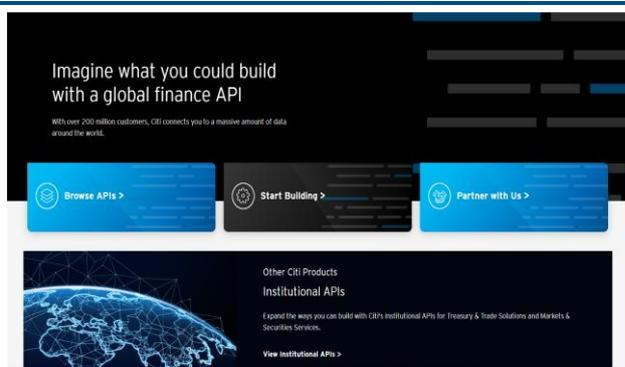 Imagine what you could build
with a global finance API
With over 200 million customers, Citi connects you to a massive amount of data
around the world.
Browse APIs >
Start Building >
Partner with Us >
Other Citi Products
Institutional APIs
Expand the ways you can build with Citi's Institutional APIs for Treasury & Trade Solutions and Markets &
Securities Services.
View Institutional APIs >